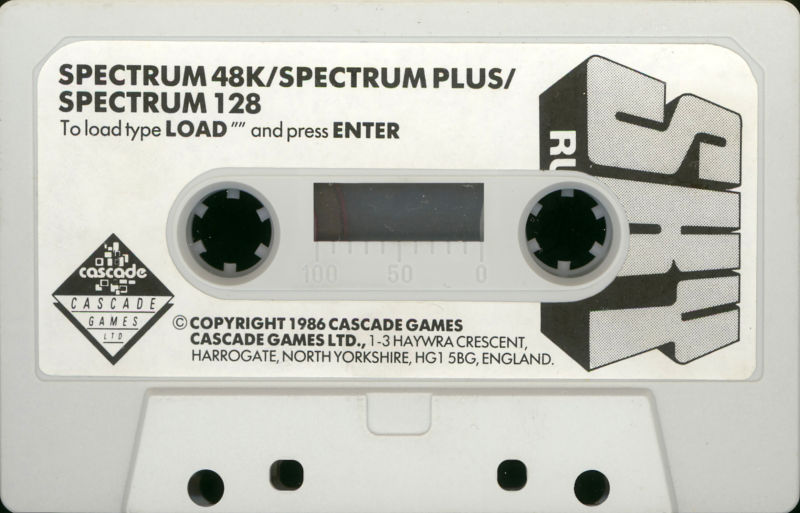 SPECTRUM 48K/SPECTRUM PLUS/
SPECTRUM 128
To load type LOAD "" and press ENTER
SKY
RU
100 50 0
cascade
CASCADE
GAMES
LTD
© COPYRIGHT 1986 CASCADE GAMES
CASCADE GAMES LTD., 1-3 HAYWRA CRESCENT,
HARROGATE, NORTH YORKSHIRE, HG1 5BG, ENGLAND.